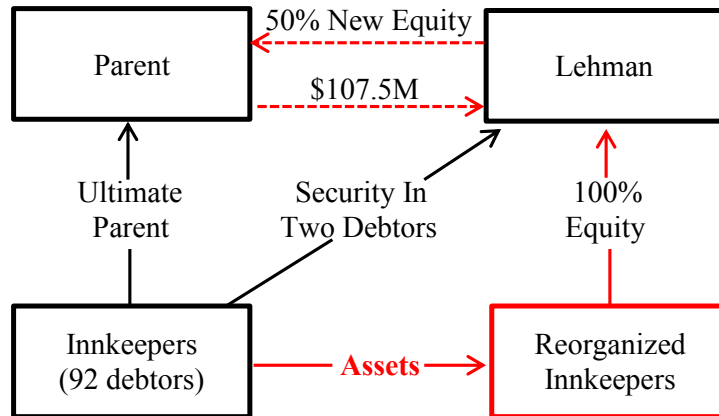 50% New Equity
Parent
Lehman
$107.5M
Ultimate
Parent
Security In
Two Debtors
100%
Equity
Innkeepers
(92 debtors)
Assets
Reorganized
Innkeepers